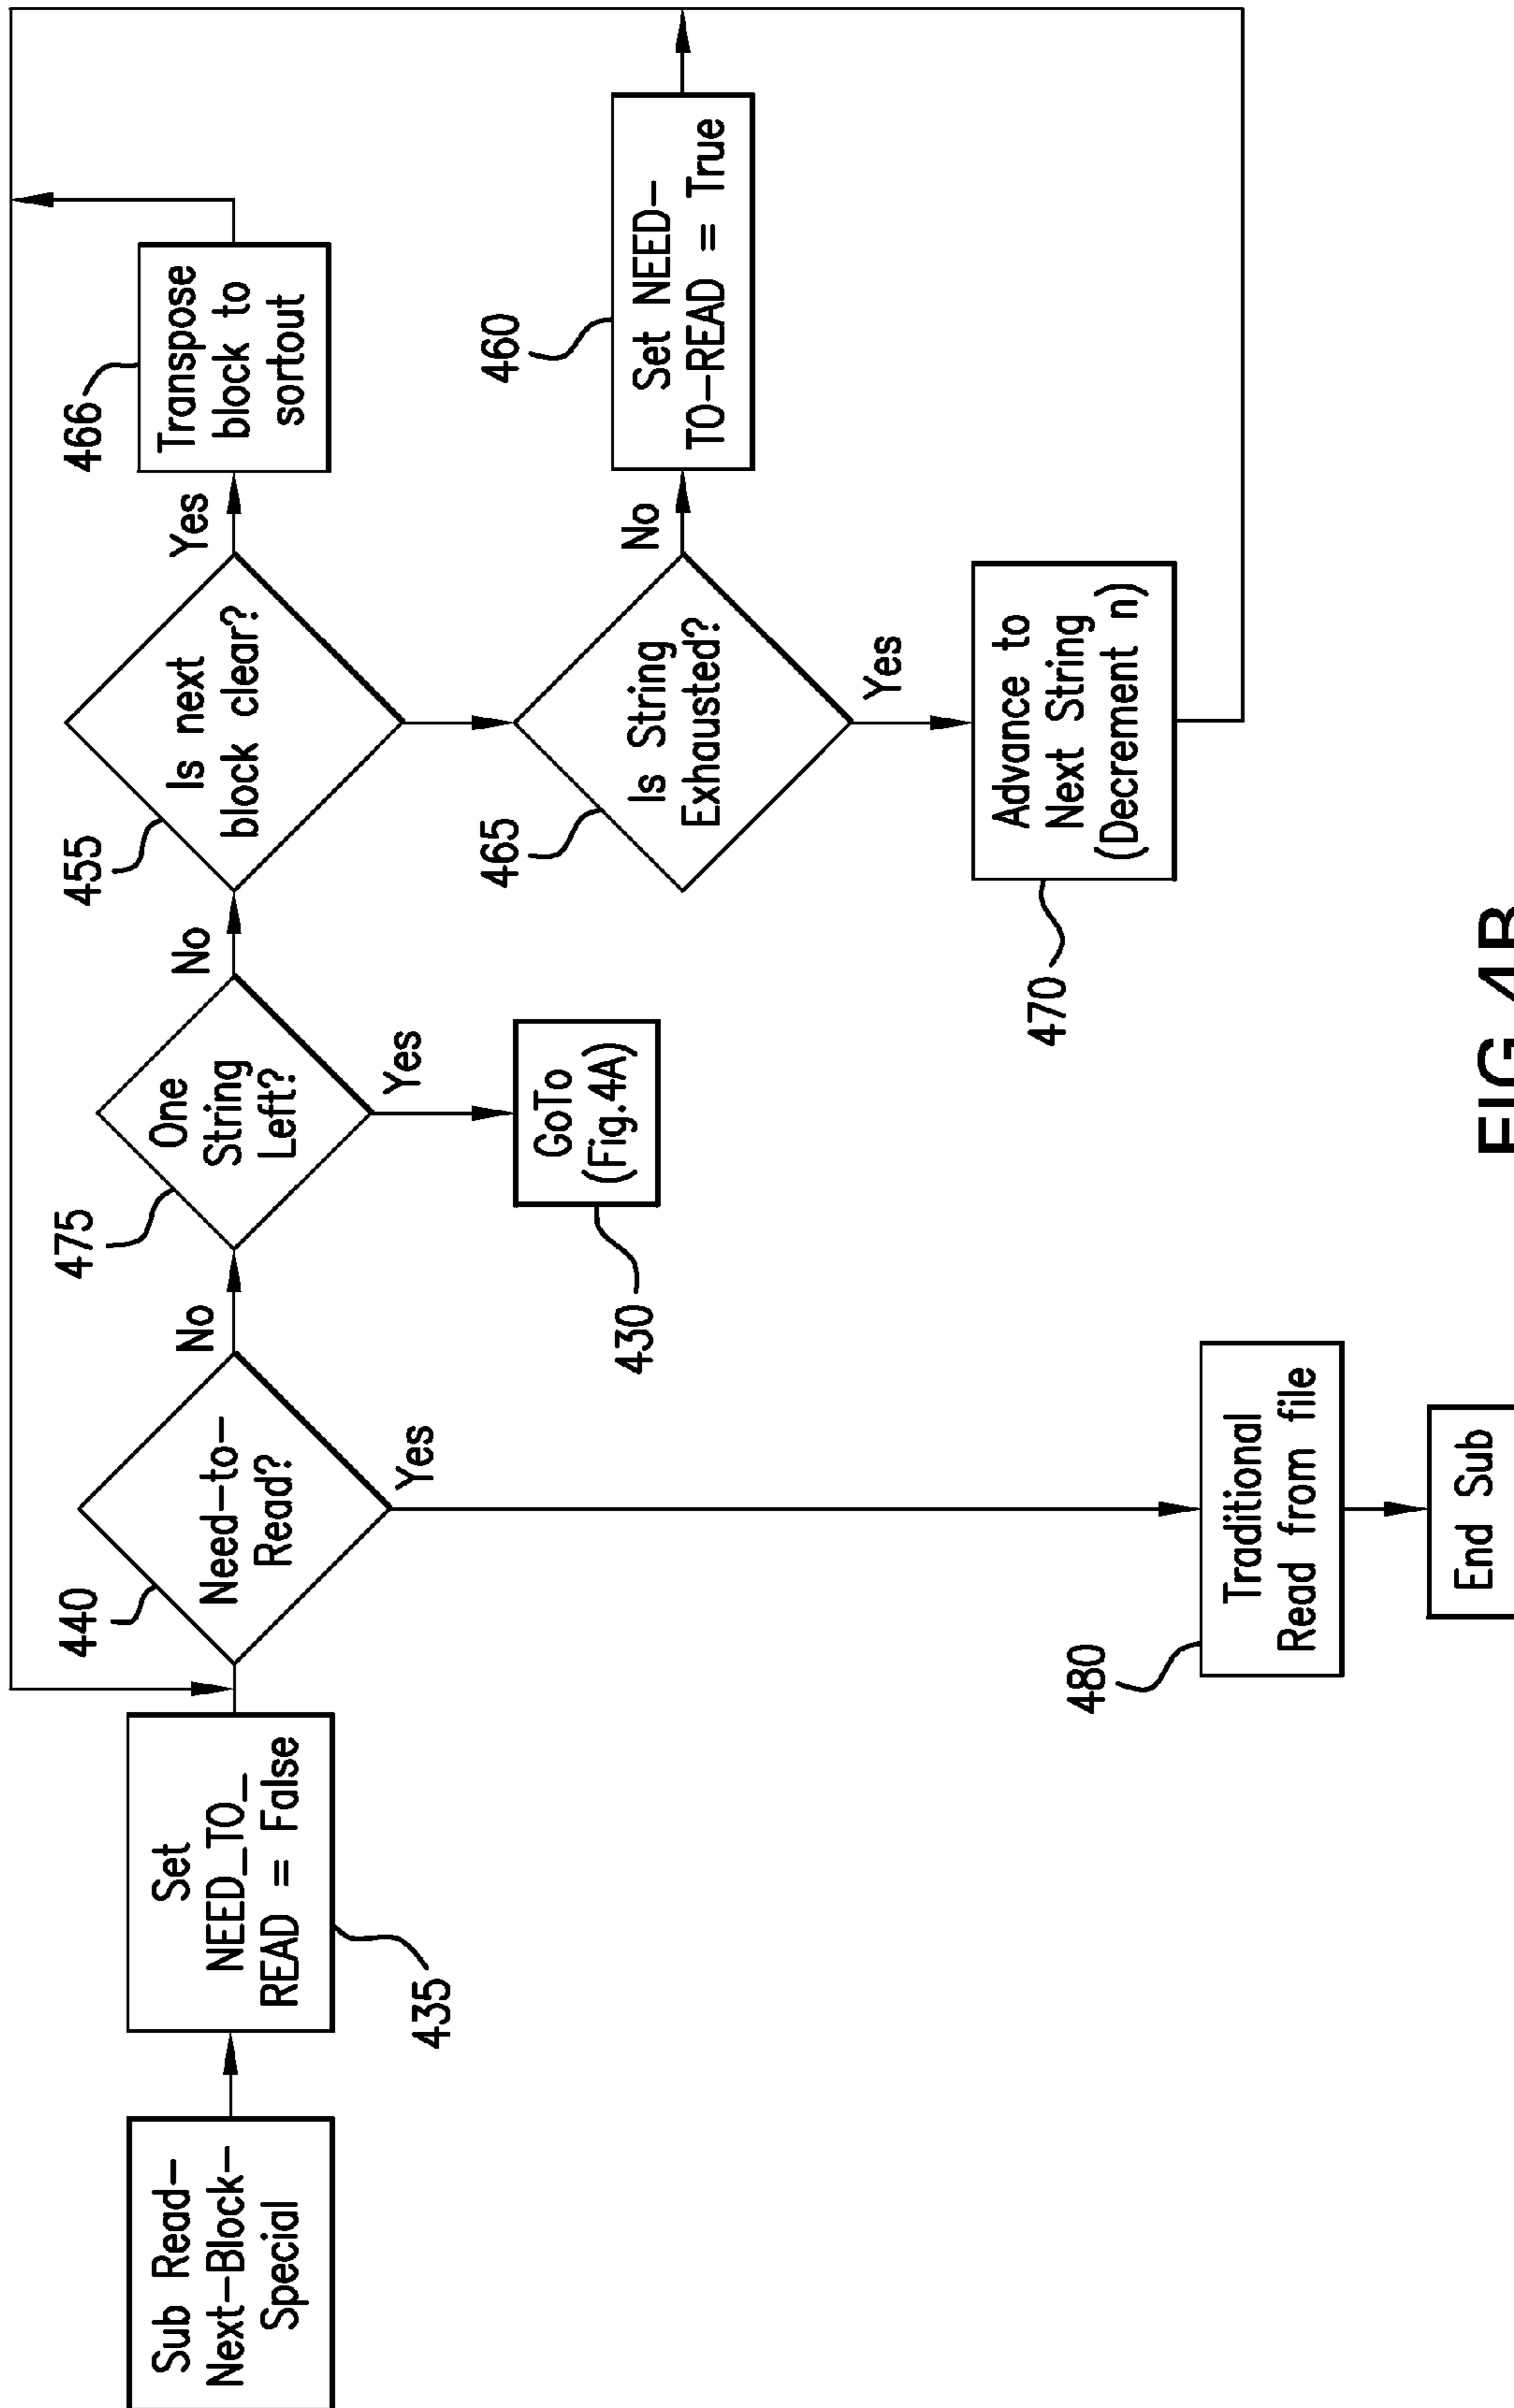 Sub Read-
Next-Block-
Special
Set
NEED_TO_
READ = False
435
440
Need-to-
Read?
No
Yes
475
One
String
Left?
No
Yes
GoTo
(Fig.4A)
430
455
Is next
block clear?
Yes
466
Transpose
block to
sortout
465
Is String
Exhausted?
No
Yes
460
Set NEED-
TO-READ = True
470
Advance to
Next String
(Decrement n)
480
Traditional
Read from file
End Sub
FIG.4B